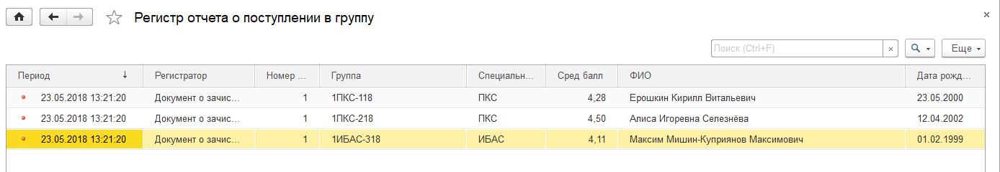 Регистр отчета о поступлении в группу
Поиск (Ctrl+F) × Еще
Период ↓ Регистратор Номер ... Группа Специальн... Сред балл ФИО Дата рожд...
23.05.2018 13:21:20 Документ о зачис... 1 1ПКС-118 ПКС 4,28 Ерошкин Кирилл Витальевич 23.05.2000
23.05.2018 13:21:20 Документ о зачис... 1 1ПКС-218 ПКС 4,50 Алиса Игоревна Селезнёва 12.04.2002
23.05.2018 13:21:20 Документ о зачис... 1 1ИБАС-318 ИБАС 4,11 Максим Мишин-Куприянов Максимович 01.02.1999